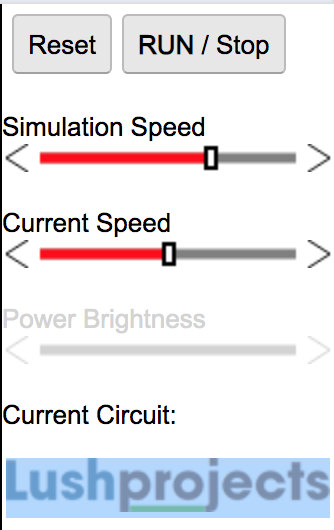 Reset RUN / Stop
Simulation Speed
Current Speed
Power Brightness
Current Circuit:
Lushprojects